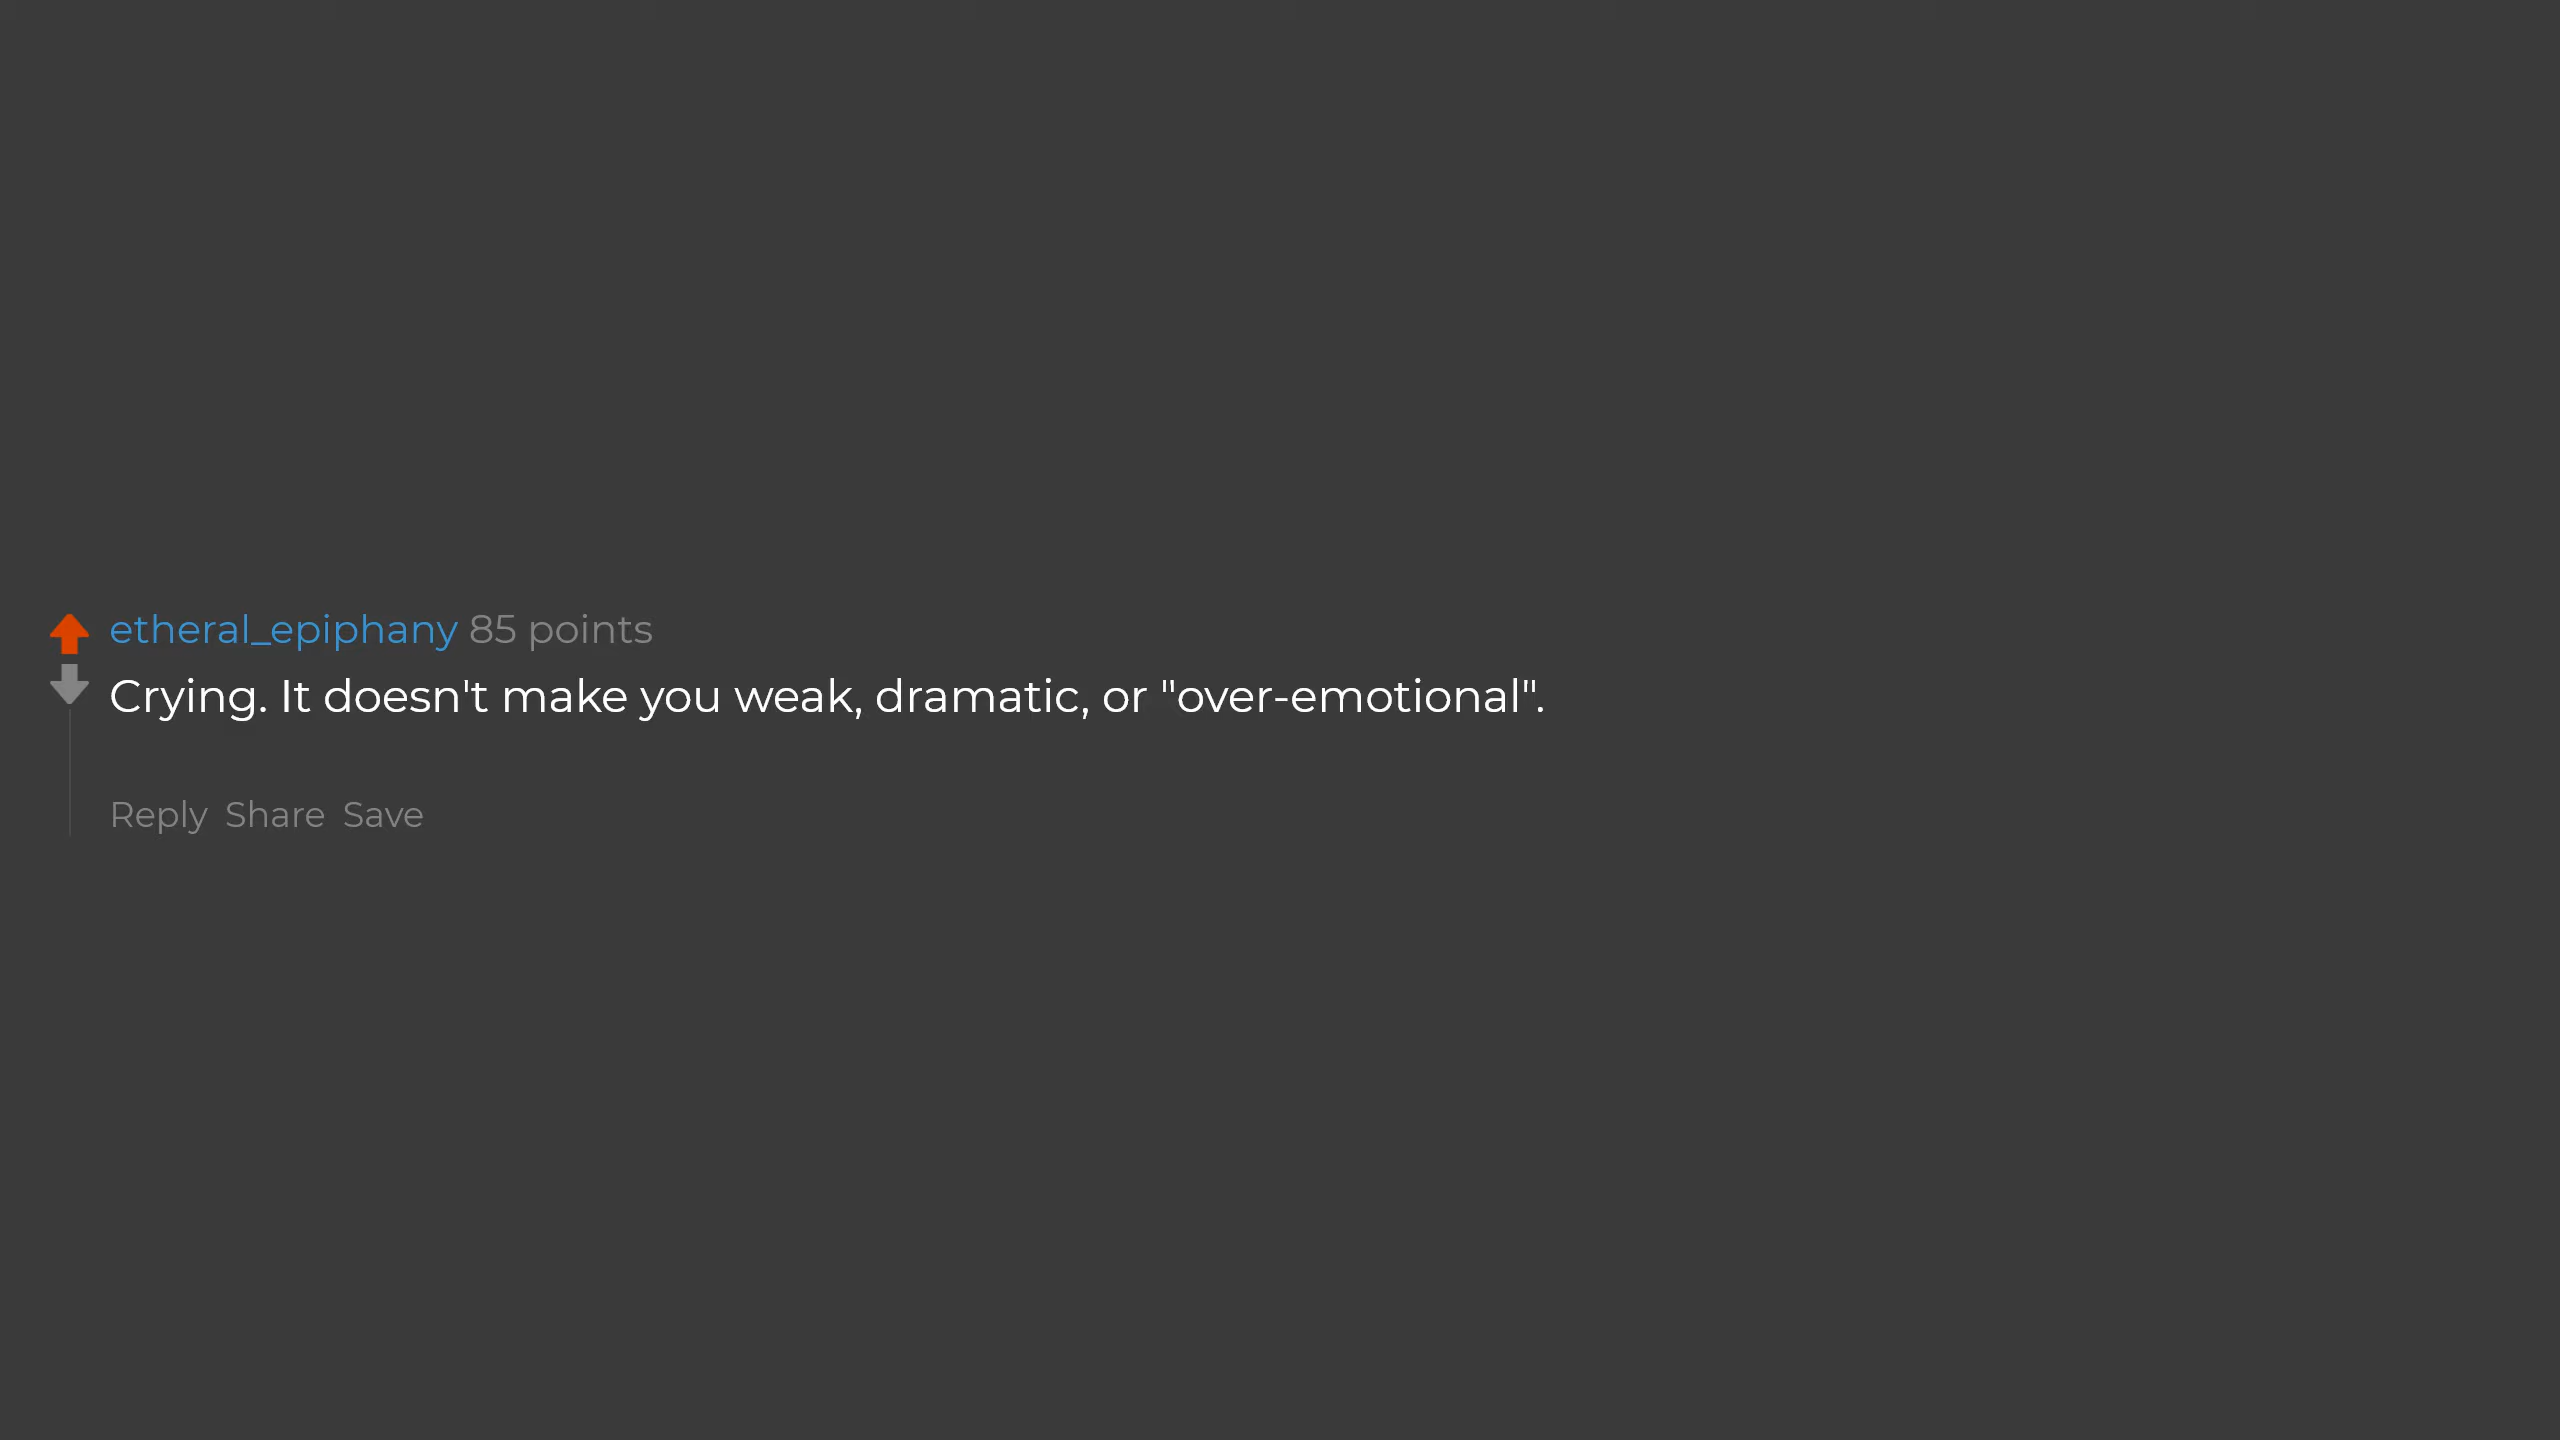 etheral_epiphany 85 points
Crying. It doesn't make you weak, dramatic, or "over-emotional".
Reply Share Save